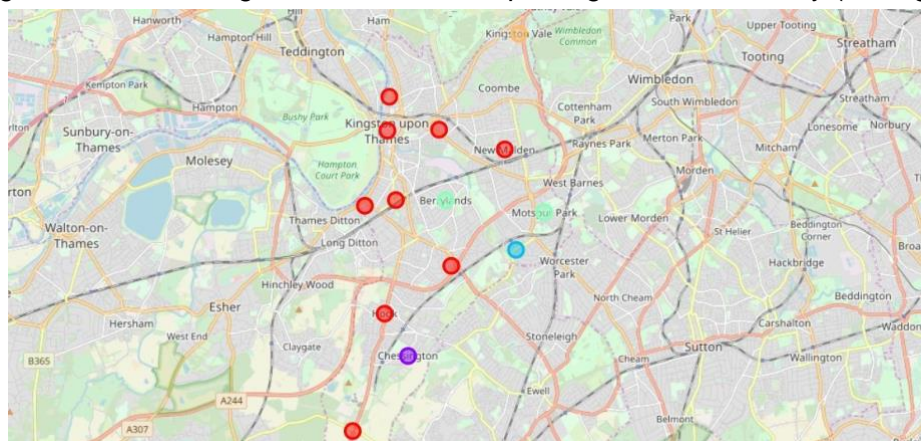 Hanworth
Ham
Park
Upper Tooting
Hampton Hill
Teddington
Kingston Vale
Wimbledon
Common
Streatham
Tooting
Kempton Park
Coombe
Wimbledon
Hampton
Bushy Park
Cottenham
Park
South Wimbledon
Streatham
Sunbury-on-
Thames
Kingston upon
Thames
Raynes Park
Merton Park
Lonesome
Norbury
Molesey
Hampton
Court Park
New Malden
Mitcham
West Barnes
Morden
Berrylands
Motspur Park
Lower Morden
Thames Ditton
Walton-on-
Thames
Long Ditton
St Helier
Beddington
Corner
Worcester
Park
Hackbridge
Hinchley Wood
Esher
North Cheam
Beddington
Hook
Hersham
West End
Claygate
Stoneleigh
Carshalton
Waddon
B365
Chessington
Cheam
Sutton
Wallington
Ewell
A244
Belmont
A307